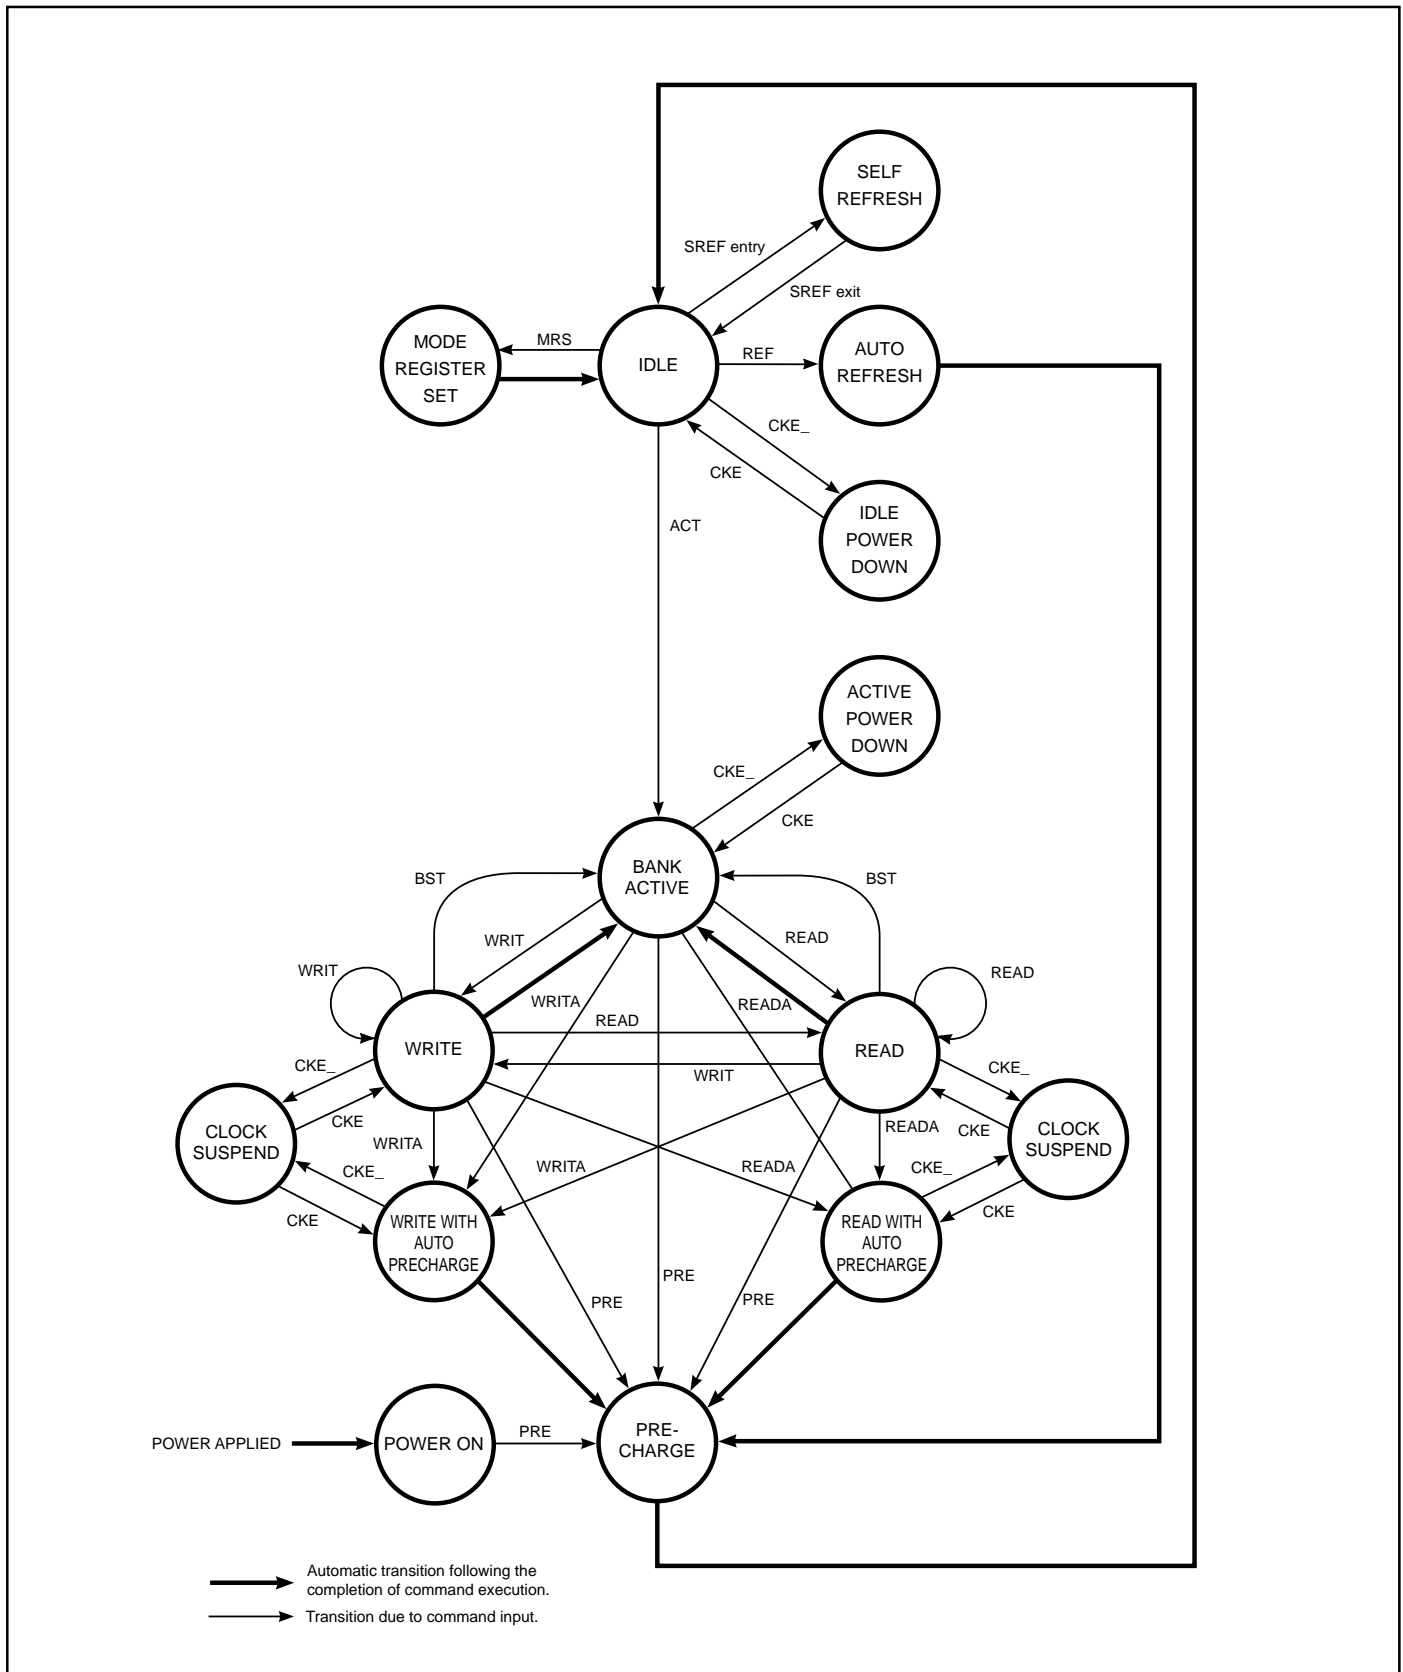 SELF
REFRESH
SREF entry
SREF exit
MODE
REGISTER
SET
MRS
IDLE
REF
AUTO
REFRESH
CKE_
CKE
IDLE
POWER
DOWN
ACT
ACTIVE
POWER
DOWN
CKE_
CKE
BANK
ACTIVE
BST
BST
WRIT
READ
WRIT
WRITA
READA
READ
READ
WRITE
READ
WRIT
CKE_
CKE
CLOCK
SUSPEND
WRITA
CKE_
CKE
CKE_
CKE
CLOCK
SUSPEND
READA
CKE_
CKE
WRITA
READA
WRITE WITH
AUTO
PRECHARGE
READ WITH
AUTO
PRECHARGE
PRE
PRE
PRE
POWER APPLIED
POWER ON
PRE
PRE-
CHARGE
Automatic transition following the
completion of command execution.
Transition due to command input.